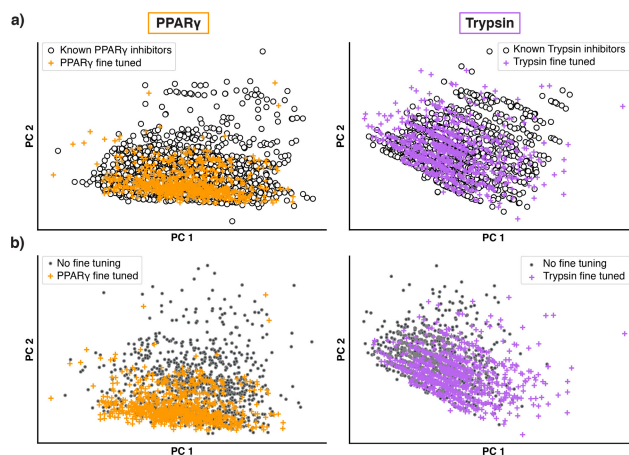 PPARγ
Trypsin
a)
Known PPARγ inhibitors
PPARγ fine tuned
Known Trypsin inhibitors
Trypsin fine tuned
PC 2
PC 2
PC 1
PC 1
b)
No fine tuning
PPARγ fine tuned
No fine tuning
Trypsin fine tuned
PC 2
PC 2
PC 1
PC 1